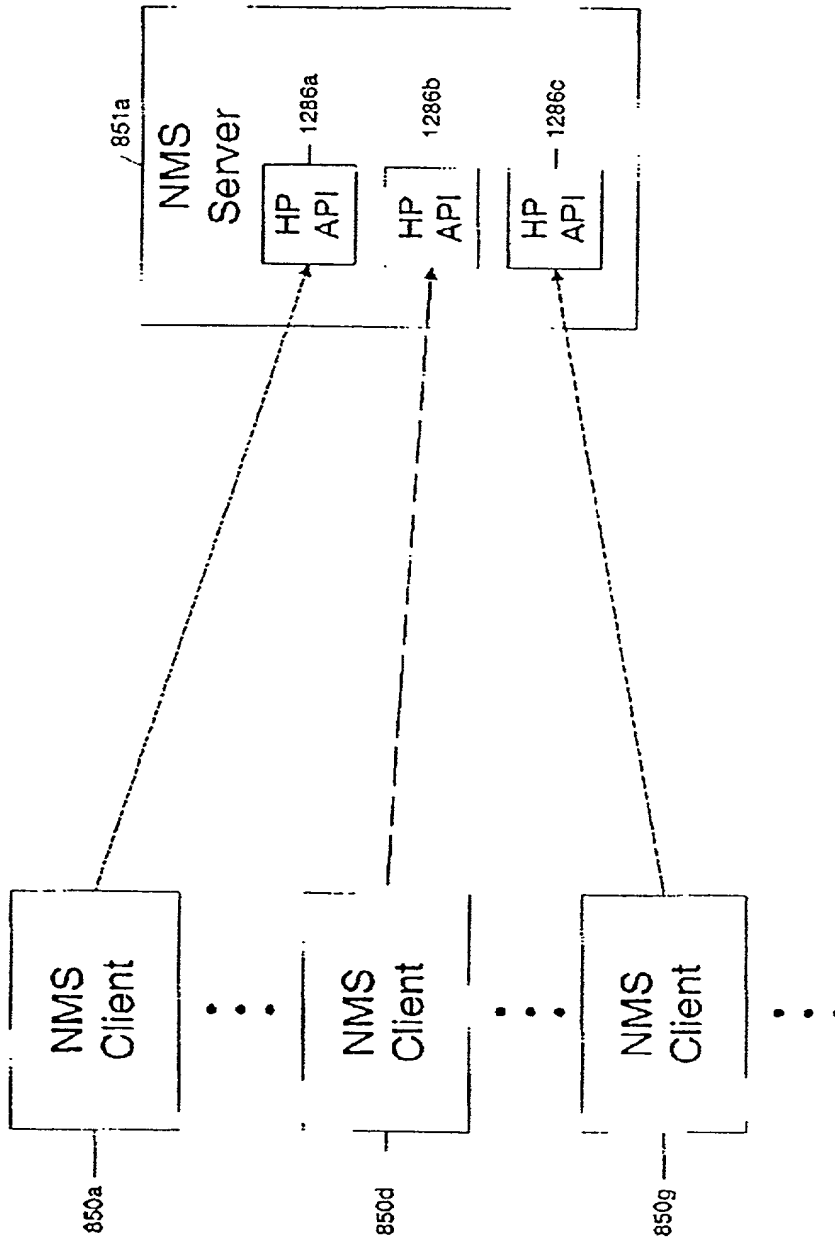 851a
NMS
Server
HP
API
1286a
HP
API
1286b
HP
API
1286c
NMS
Client
850a
NMS
Client
850d
NMS
Client
850g